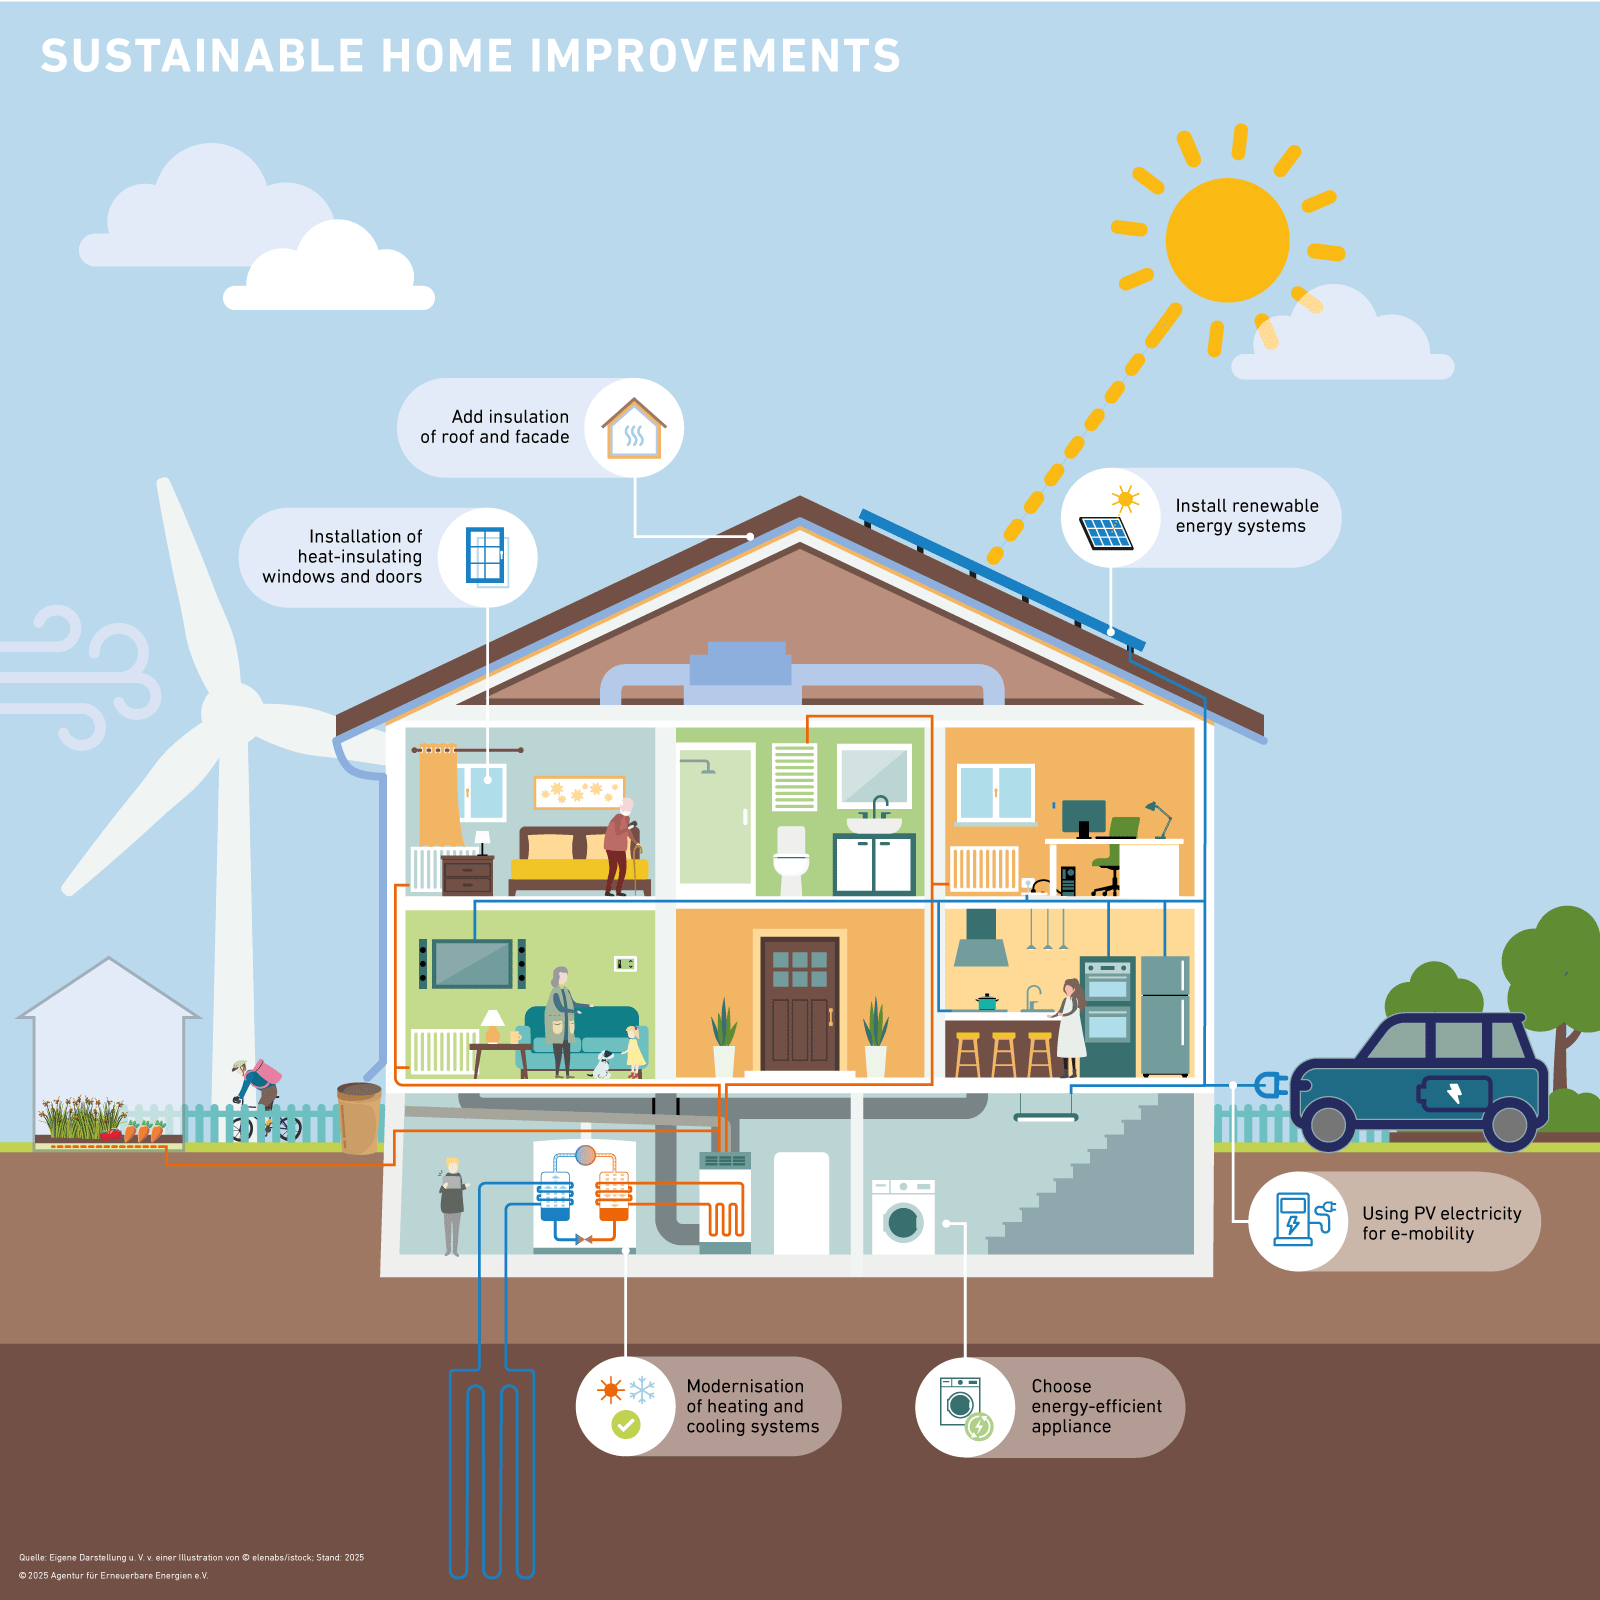 SUSTAINABLE HOME IMPROVEMENTS
Add insulation
of roof and facade
Install renewable
energy systems
Installation of
heat-insulating
windows and doors
Using PV electricity
for e-mobility
Modernisation
of heating and
cooling systems
Choose
energy-efficient
appliance
Quelle: Eigene Darstellung u. V. v. einer Illustration von © elenabs/istock; Stand: 2025
© 2025 Agentur für Erneuerbare Energien e.V.